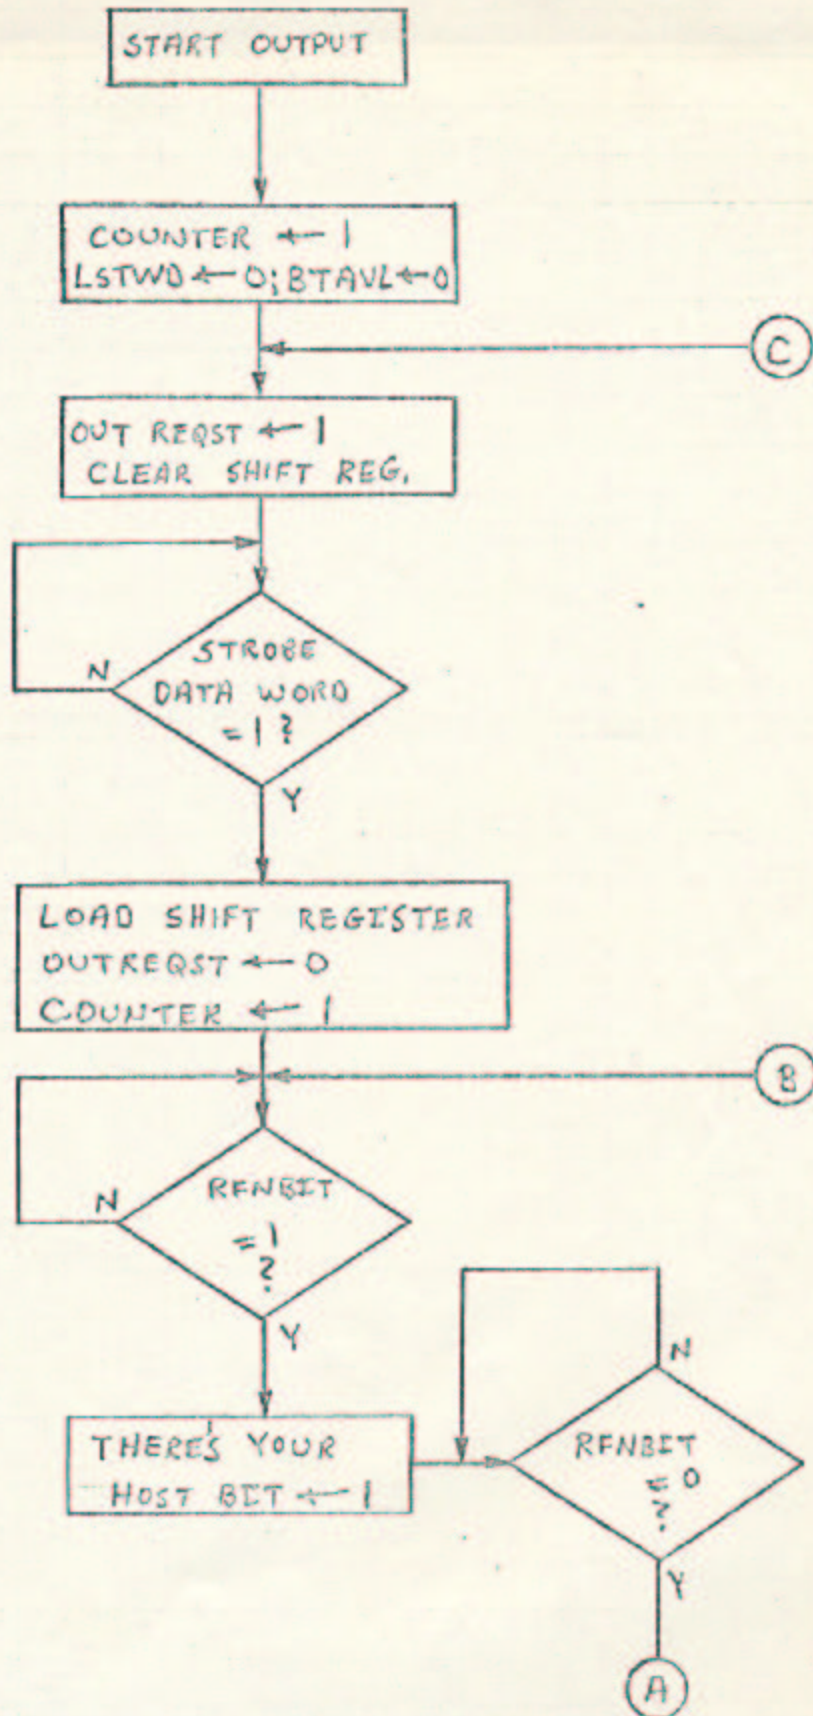 START OUTPUT
COUNTER ← 1
LSTWD ← 0; BTAVL ← 0
C
OUT REQST ← 1
CLEAR SHIFT REG.
STROBE
DATA WORD
= 1 ?
N
Y
LOAD SHIFT REGISTER
OUTREQST ← 0
COUNTER ← 1
B
RFNBIT
= 1
?
N
Y
THERE'S YOUR
HOST BIT ← 1
N
RFNBIT
= 0
?
Y
A